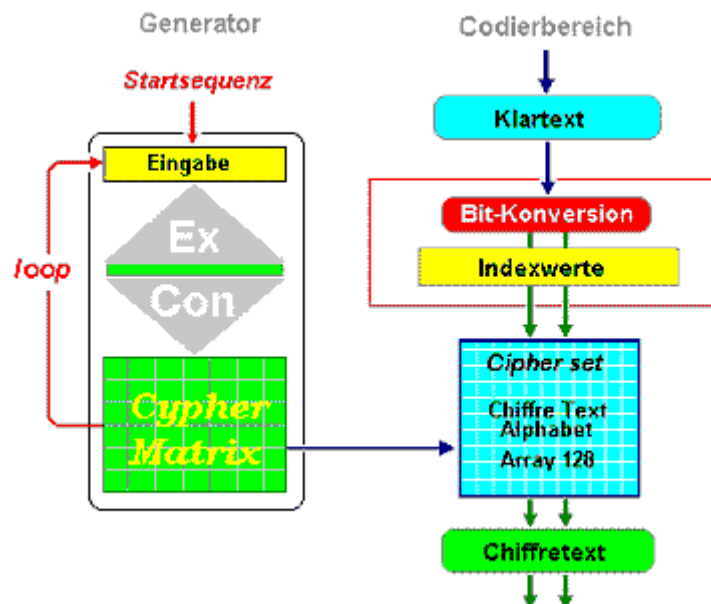 Generator
Startsequenz
Eingabe
Ex
Con
loop
Cypher
Matrix
Codierbereich
Klartext
Bit-Konversion
Indexwerte
Cipher set
Chiffre Text
Alphabet
Array 128
Chiffretext